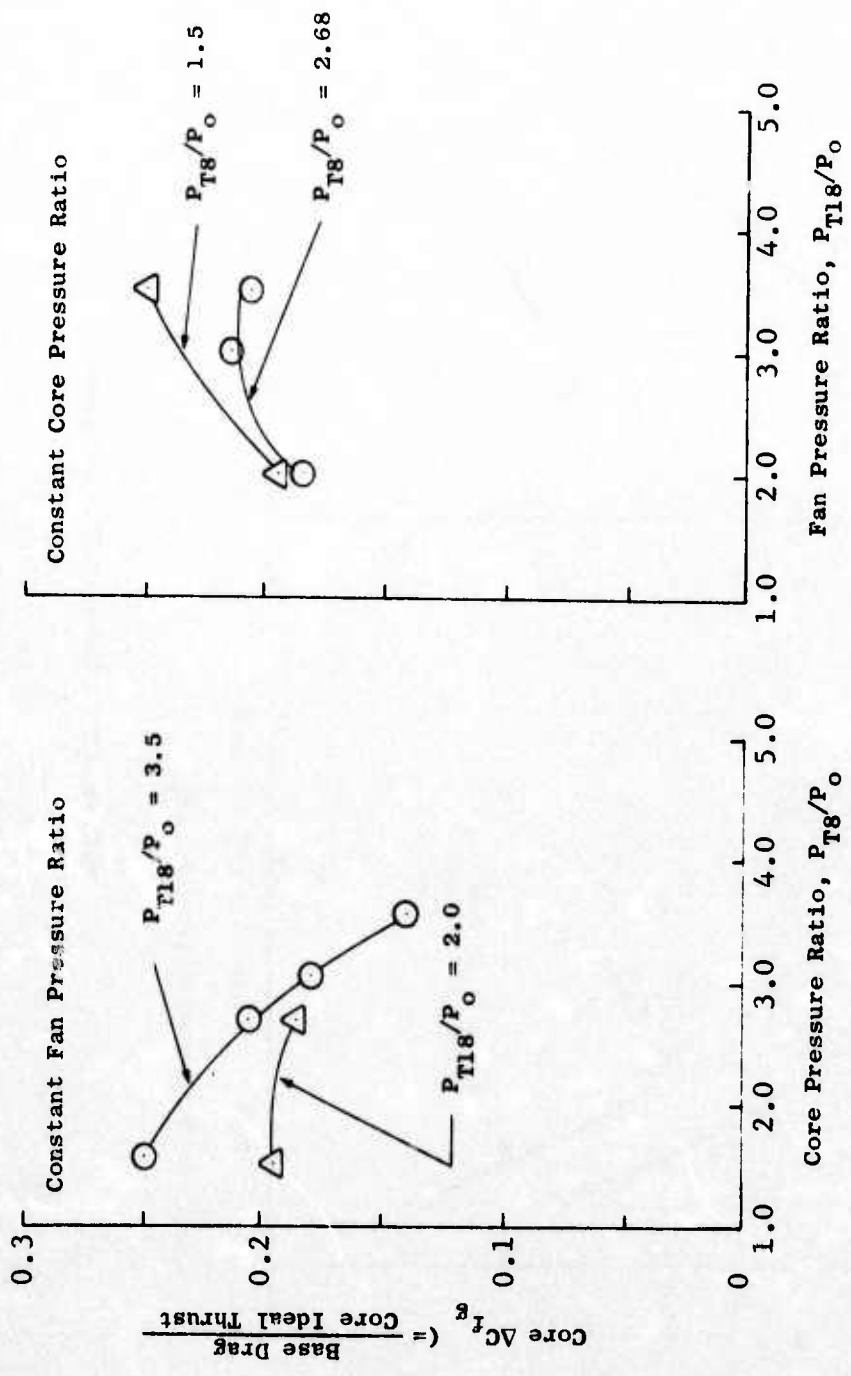 Core ΔC_fg (= Base Drag / Core Ideal Thrust
0.3
0.2
0.1
0
Constant Fan Pressure Ratio
P_T18/P_o = 3.5
P_T18/P_o = 2.0
1.0 2.0 3.0 4.0 5.0
Core Pressure Ratio, P_T8/P_o
Constant Core Pressure Ratio
P_T8/P_o = 1.5
P_T8/P_o = 2.68
1.0 2.0 3.0 4.0 5.0
Fan Pressure Ratio, P_T18/P_o